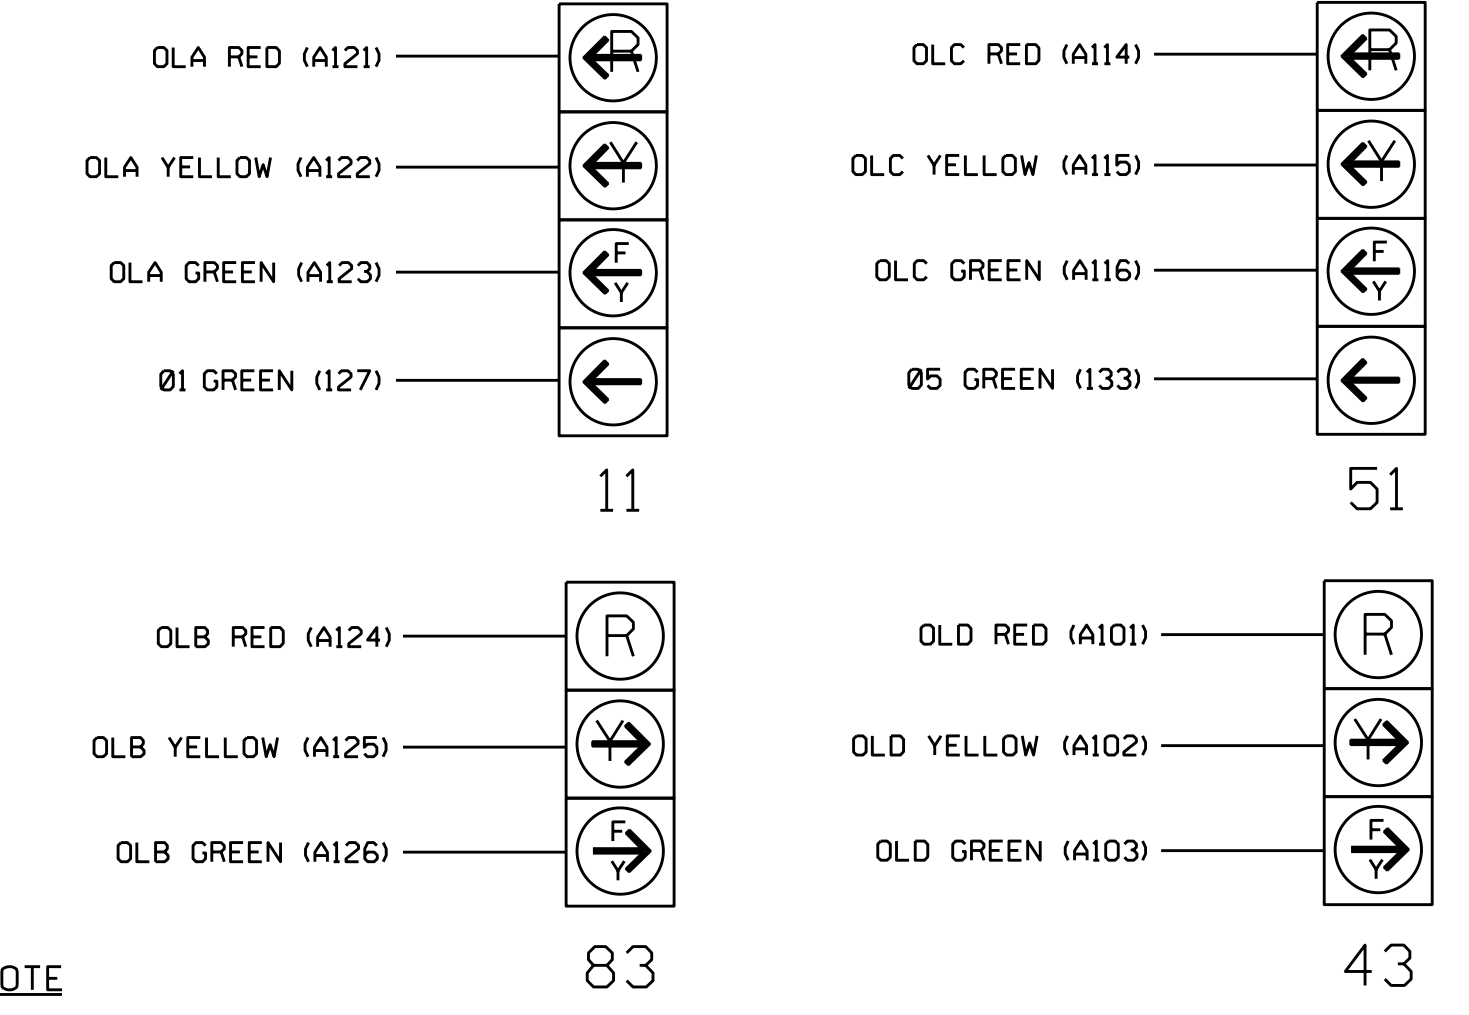 OLA RED (A121)
R
OLA YELLOW (A122)
Y
OLA GREEN (A123)
F
Y
Ø1 GREEN (127)
11
OLC RED (A114)
R
OLC YELLOW (A115)
Y
OLC GREEN (A116)
F
Y
Ø5 GREEN (133)
51
OLB RED (A124)
R
OLB YELLOW (A125)
Y
OLB GREEN (A126)
F
Y
83
OLD RED (A101)
R
OLD YELLOW (A102)
Y
OLD GREEN (A103)
F
Y
43
OTE